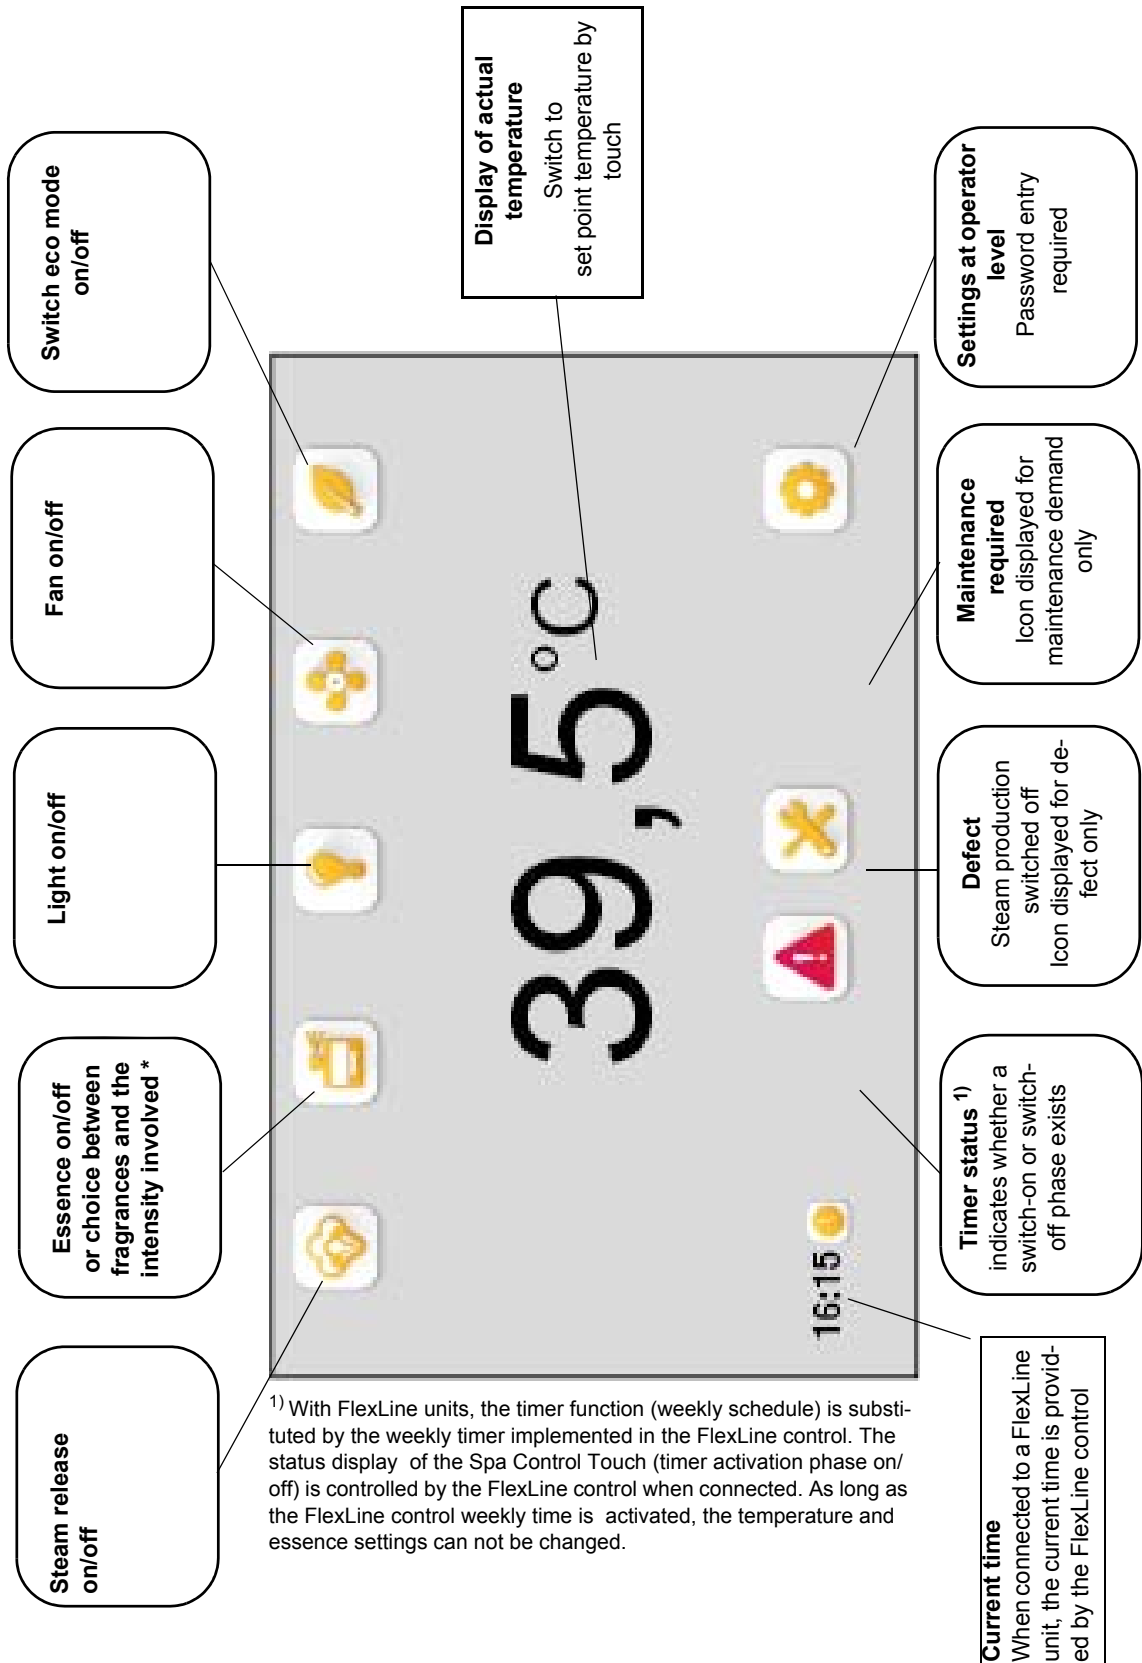 Steam release
on/off
Essence on/off
or choice between
fragrances and the
intensity involved *
Light on/off
Fan on/off
Switch eco mode
on/off
Display of actual
temperature
Switch to
set point temperature by
touch
39,5°C
16:15
Current time
When connected to a FlexLine
unit, the current time is provid-
ed by the FlexLine control
Timer status 1)
indicates whether a
switch-on or switch-
off phase exists
Defect
Steam production
switched off
Icon displayed for de-
fect only
Maintenance
required
Icon displayed for
maintenance demand
only
Settings at operator
level
Password entry
required
1) With FlexLine units, the timer function (weekly schedule) is substi-
tuted by the weekly timer implemented in the FlexLine control. The
status display of the Spa Control Touch (timer activation phase on/
off) is controlled by the FlexLine control when connected. As long as
the FlexLine control weekly time is activated, the temperature and
essence settings can not be changed.